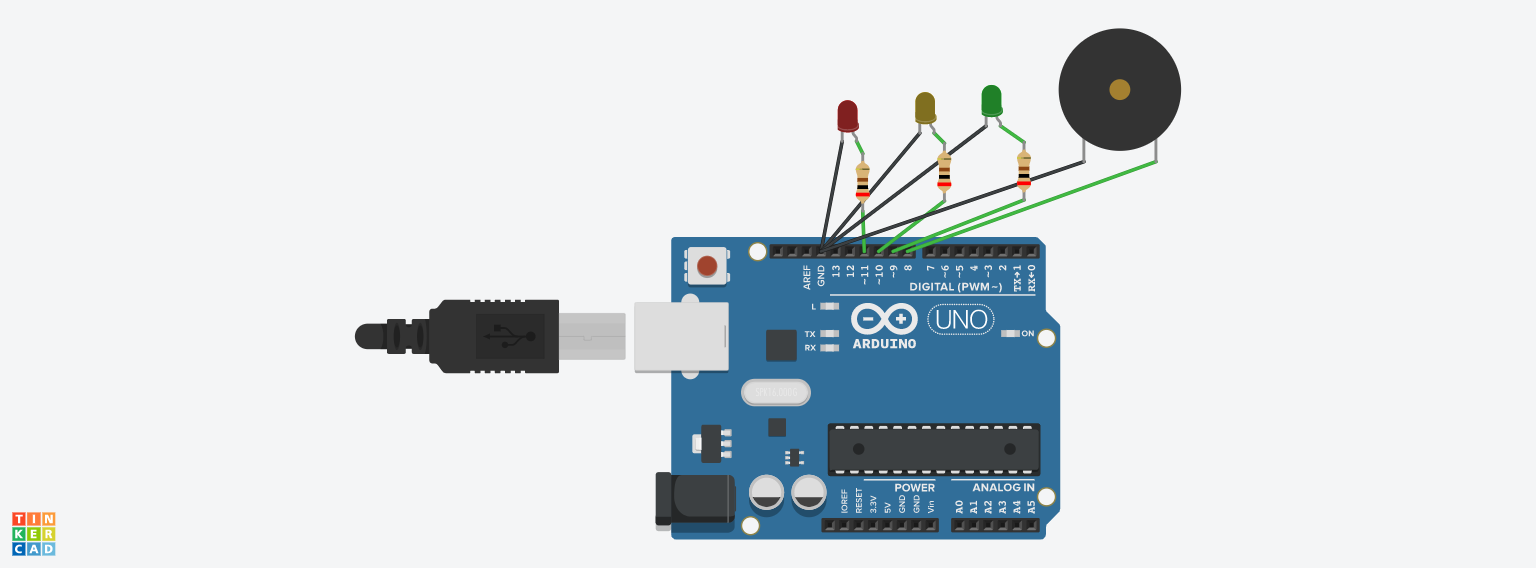 AREF
GND
13
12
~11
~10
~9
8
7
~6
~5
4
~3
2
TX→1
RX←0
DIGITAL (PWM~)
L
TX
RX
ARDUINO
UNO
ON
POWER
ANALOG IN
IOREF
RESET
3.3V
5V
GND
GND
Vin
A0
A1
A2
A3
A4
A5
TIN
KER
CAD